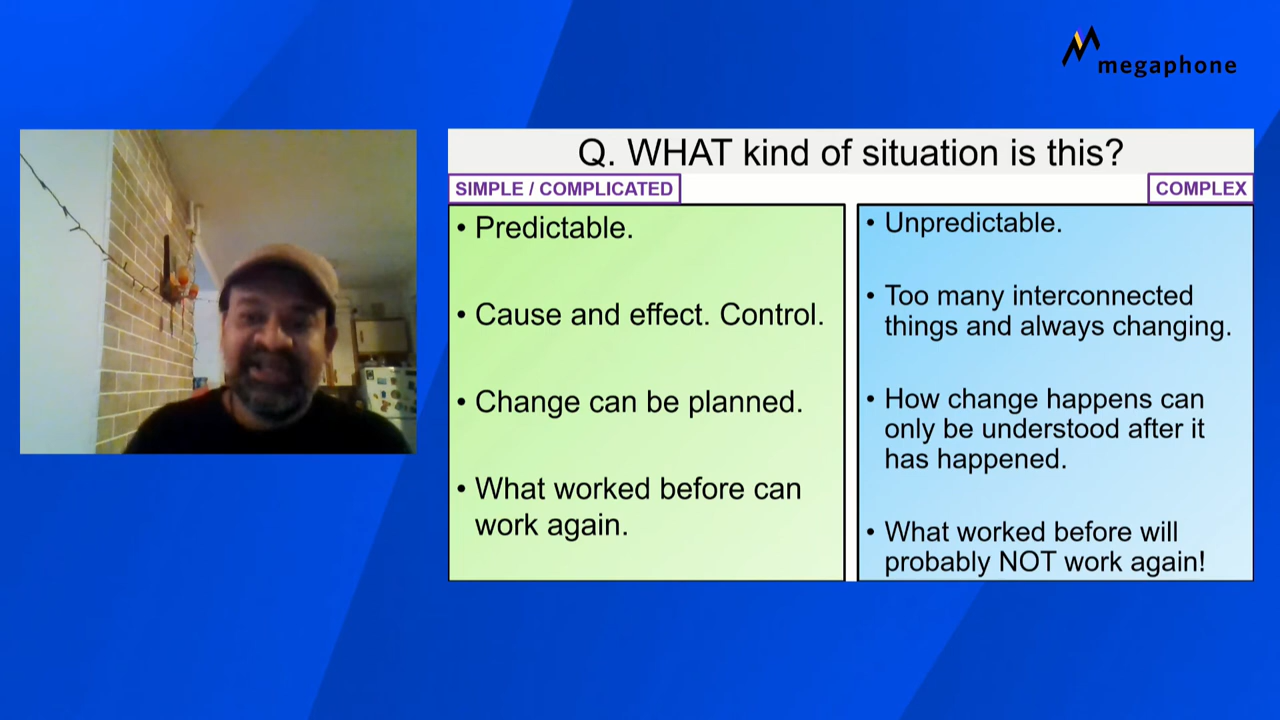 megaphone
Q. WHAT kind of situation is this?
SIMPLE / COMPLICATED
• Predictable.
• Cause and effect. Control.
• Change can be planned.
• What worked before can
work again.
COMPLEX
• Unpredictable.
• Too many interconnected
things and always changing.
• How change happens can
only be understood after it
has happened.
• What worked before will
probably NOT work again!